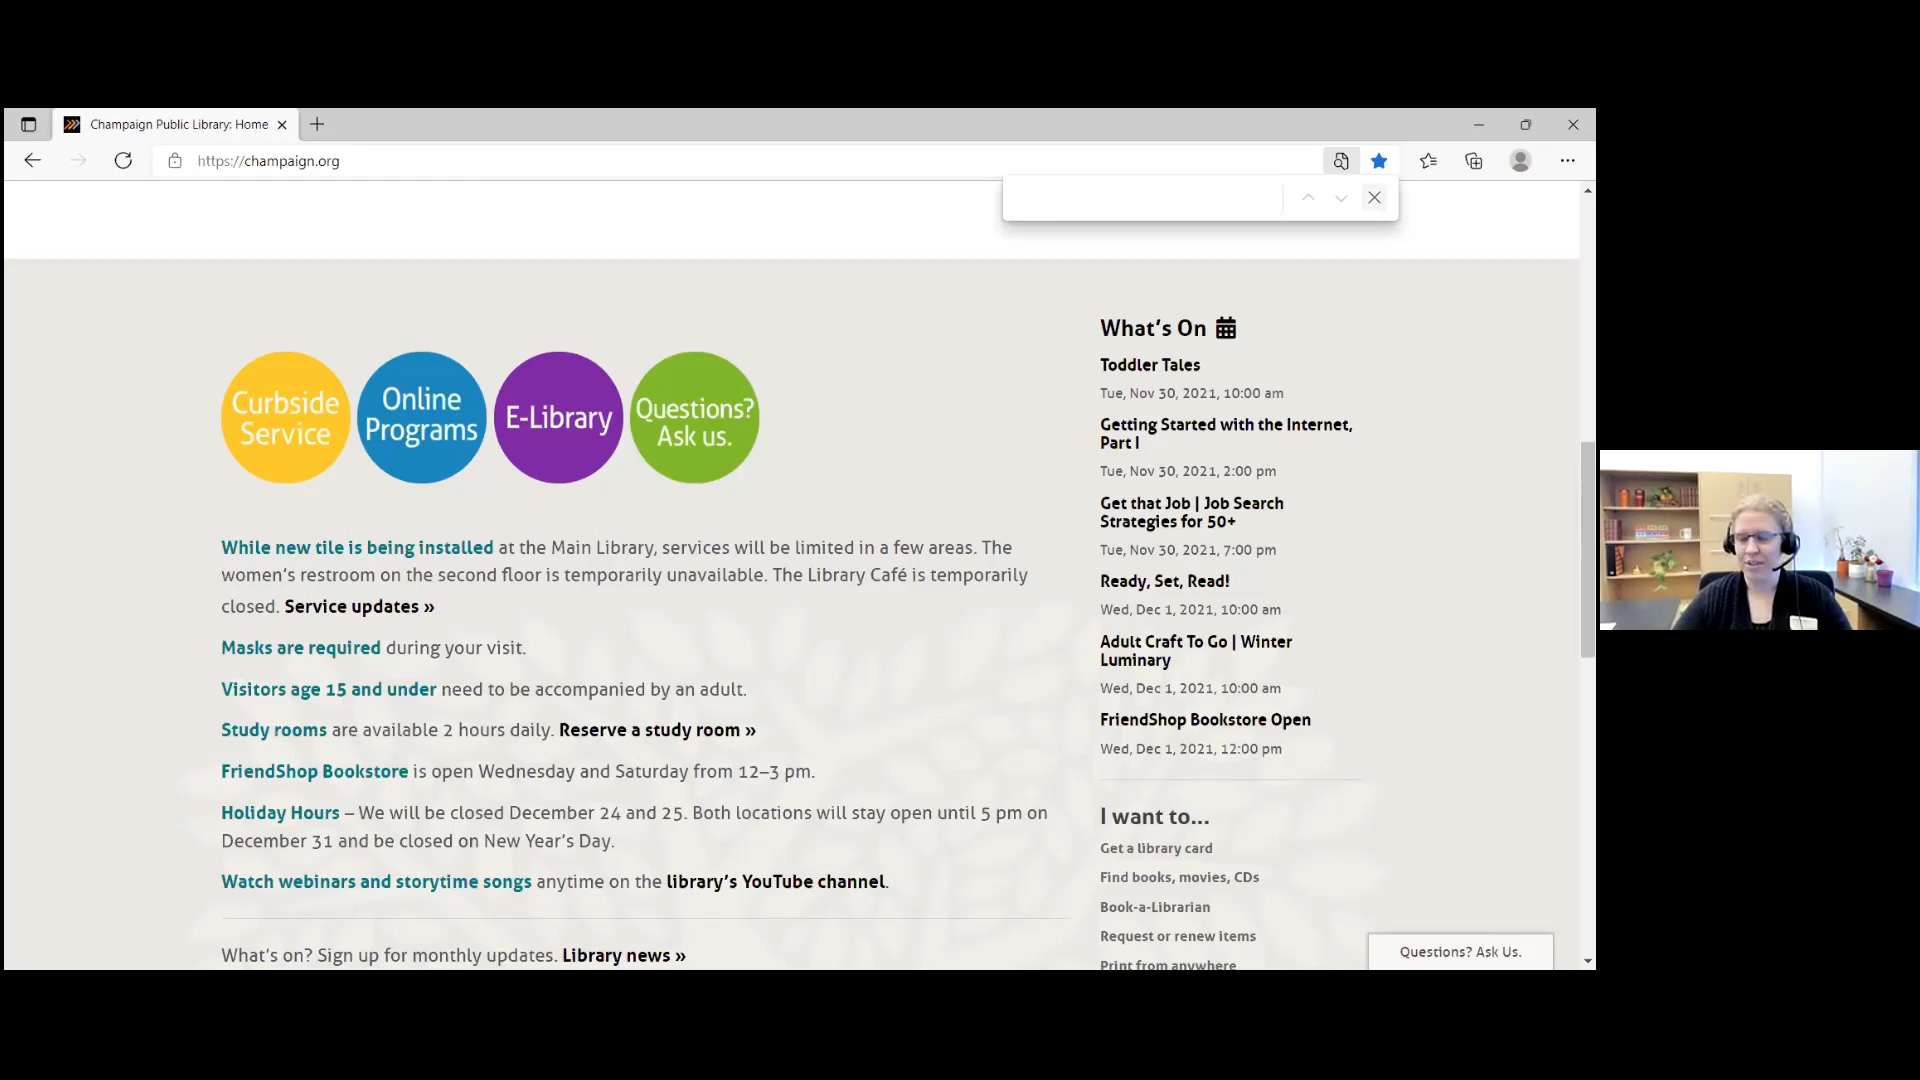 Champaign Public Library: Home
https://champaign.org
Curbside
Service
Online
Programs
E-Library
Questions?
Ask us.
While new tile is being installed at the Main Library, services will be limited in a few areas. The
women's restroom on the second floor is temporarily unavailable. The Library Café is temporarily
closed. Service updates »
Masks are required during your visit.
Visitors age 15 and under need to be accompanied by an adult.
Study rooms are available 2 hours daily. Reserve a study room »
FriendShop Bookstore is open Wednesday and Saturday from 12–3 pm.
Holiday Hours – We will be closed December 24 and 25. Both locations will stay open until 5 pm on
December 31 and be closed on New Year's Day.
Watch webinars and storytime songs anytime on the library's YouTube channel.
What's on? Sign up for monthly updates. Library news »
What's On
Toddler Tales
Tue, Nov 30, 2021, 10:00 am
Getting Started with the Internet,
Part I
Tue, Nov 30, 2021, 2:00 pm
Get that Job | Job Search
Strategies for 50+
Tue, Nov 30, 2021, 7:00 pm
Ready, Set, Read!
Wed, Dec 1, 2021, 10:00 am
Adult Craft To Go | Winter
Luminary
Wed, Dec 1, 2021, 10:00 am
FriendShop Bookstore Open
Wed, Dec 1, 2021, 12:00 pm
I want to...
Get a library card
Find books, movies, CDs
Book-a-Librarian
Request or renew items
Print from anywhere
Questions? Ask Us.